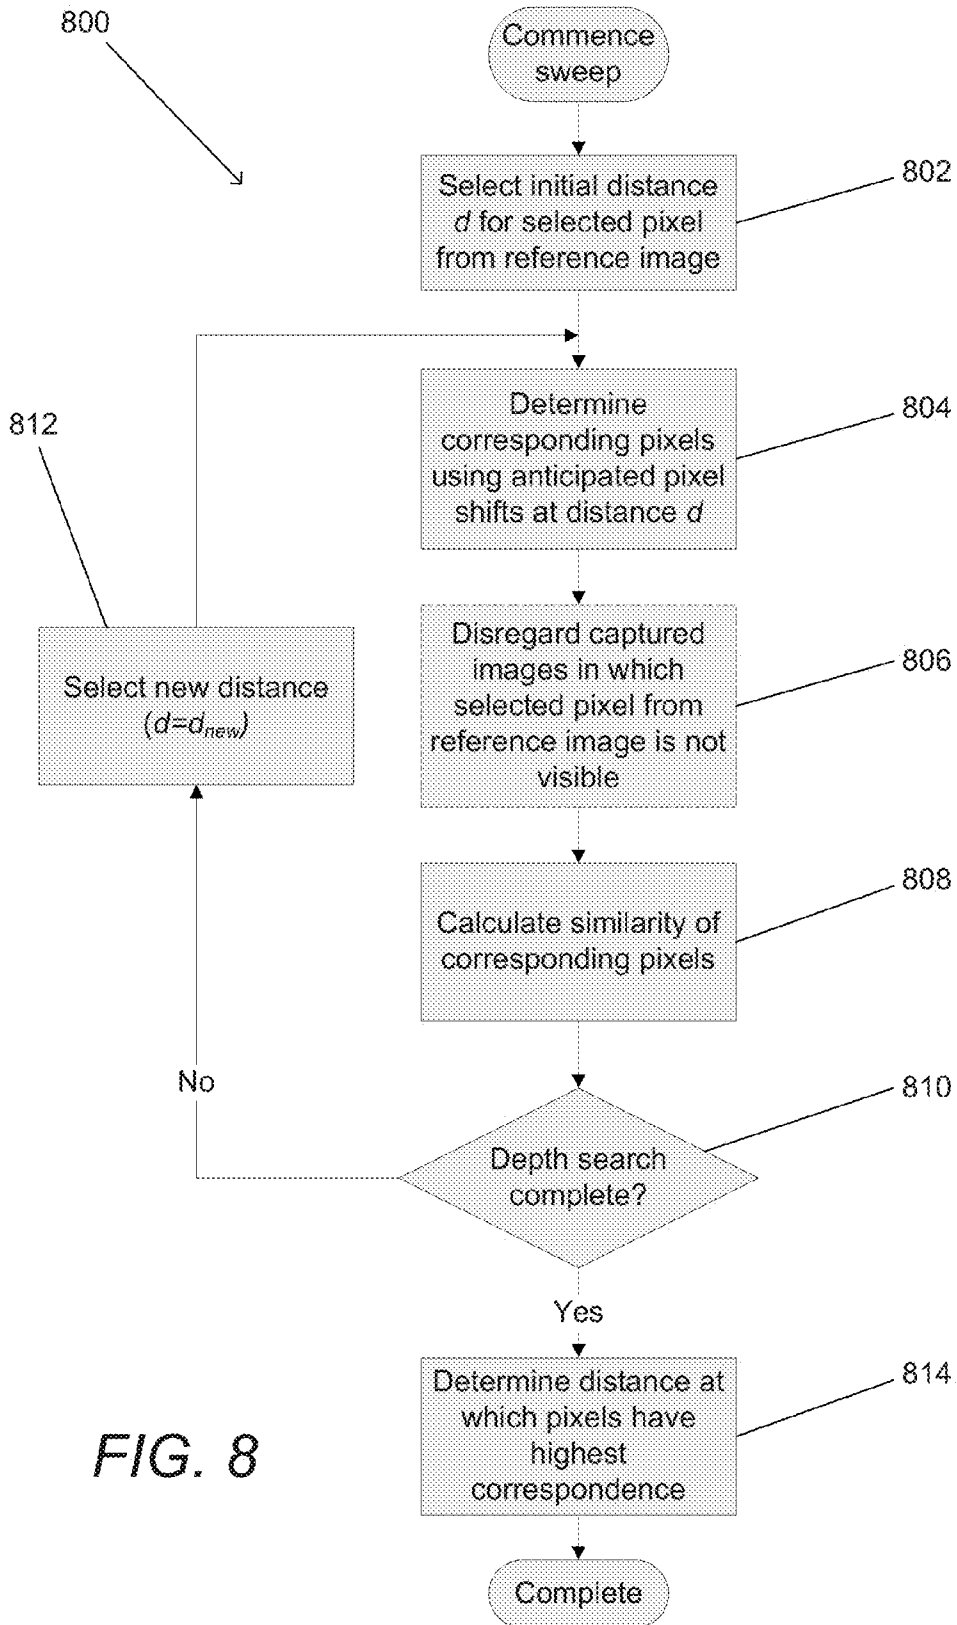 800
Commence
sweep
Select initial distance
d for selected pixel
from reference image
802
Determine
corresponding pixels
using anticipated pixel
shifts at distance d
804
812
Disregard captured
images in which
selected pixel from
reference image is not
visible
806
Select new distance
(d=dnew)
Calculate similarity of
corresponding pixels
808
No
Depth search
complete?
810
Yes
Determine distance at
which pixels have
highest
correspondence
814
FIG. 8
Complete